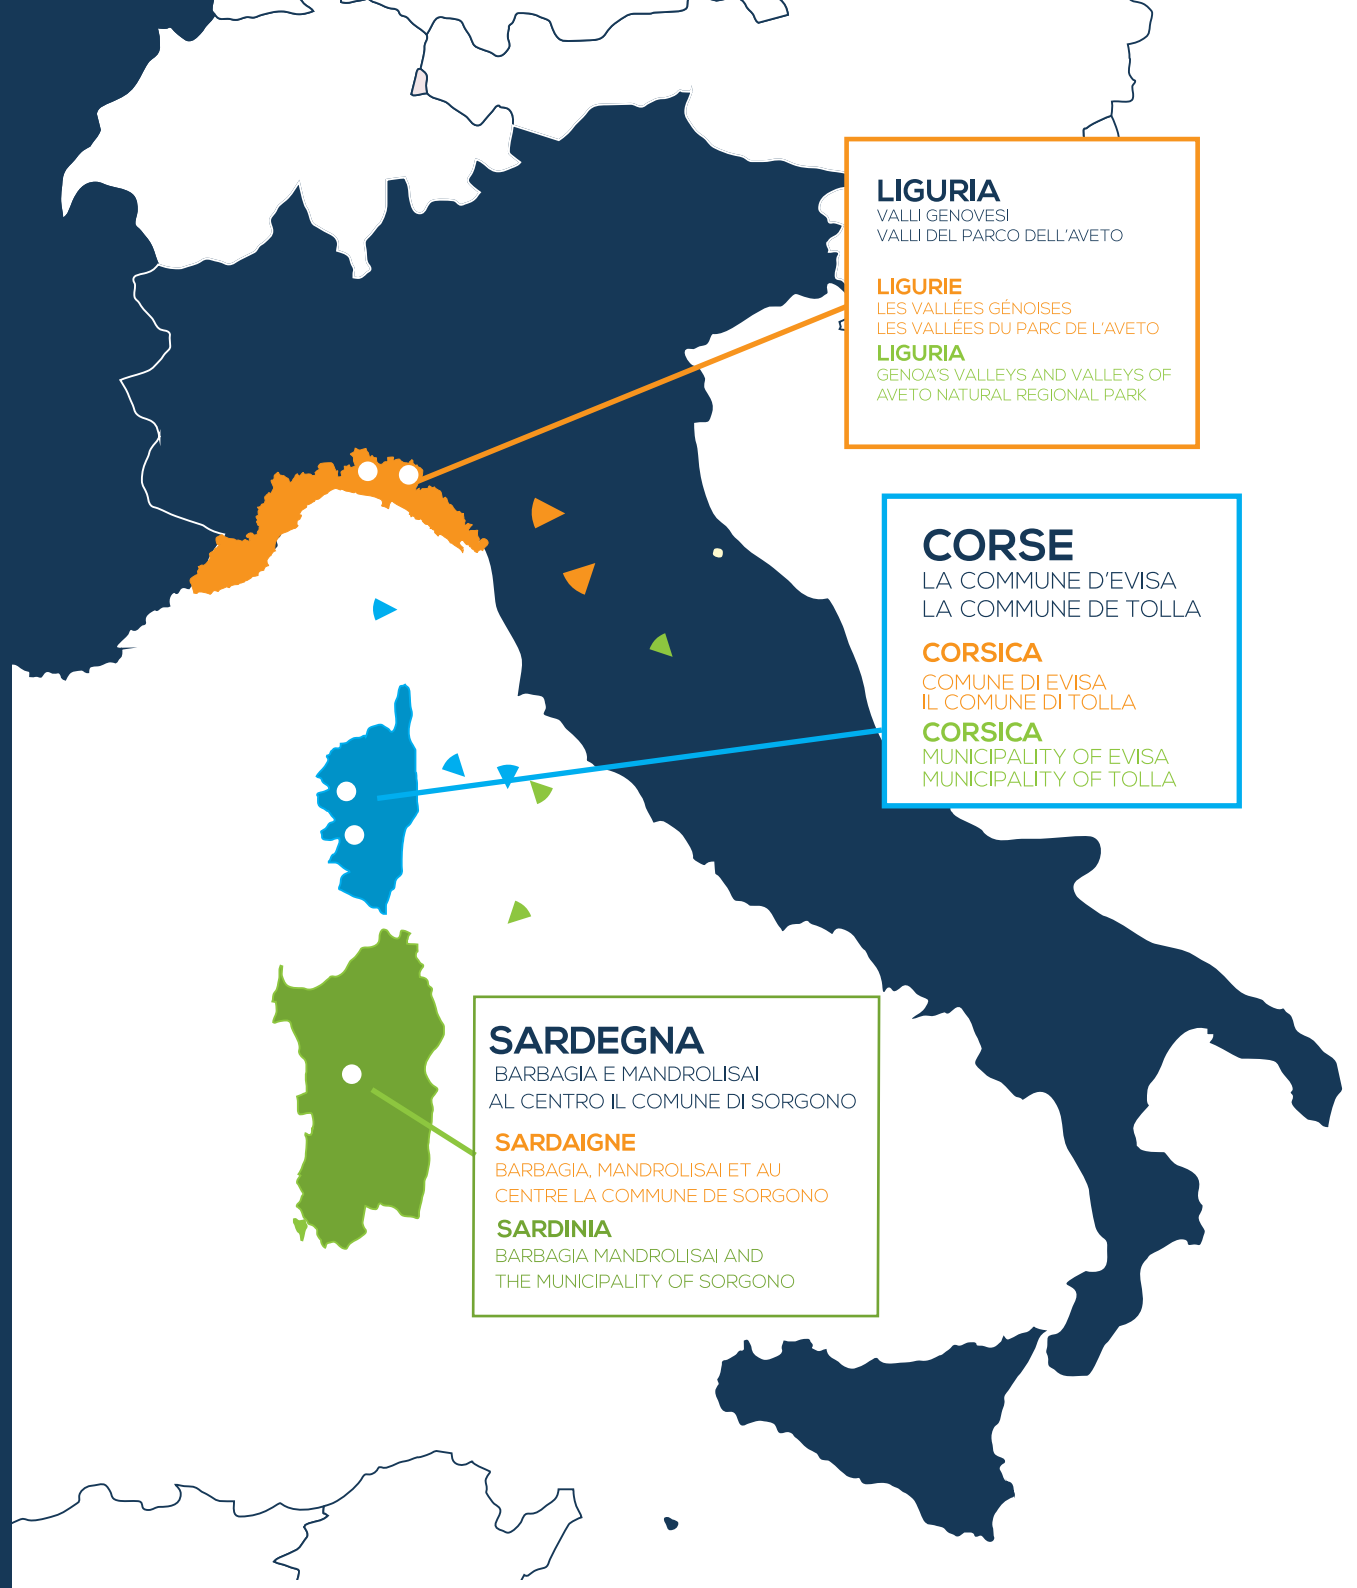 LIGURIA
VALLI GENOVESI
VALLI DEL PARCO DELL'AVETO
LIGURIE
LES VALLÉES GÉNOISES
LES VALLÉES DU PARC DE L'AVETO
LIGURIA
GENOA'S VALLEYS AND VALLEYS OF
AVETO NATURAL REGIONAL PARK
CORSE
LA COMMUNE D'EVISA
LA COMMUNE DE TOLLA
CORSICA
COMUNE DI EVISA
IL COMUNE DI TOLLA
CORSICA
MUNICIPALITY OF EVISA
MUNICIPALITY OF TOLLA
SARDEGNA
BARBAGIA E MANDROLISAI
AL CENTRO IL COMUNE DI SORGONO
SARDAIGNE
BARBAGIA, MANDROLISAI ET AU
CENTRE LA COMMUNE DE SORGONO
SARDINIA
BARBAGIA MANDROLISAI AND
THE MUNICIPALITY OF SORGONO